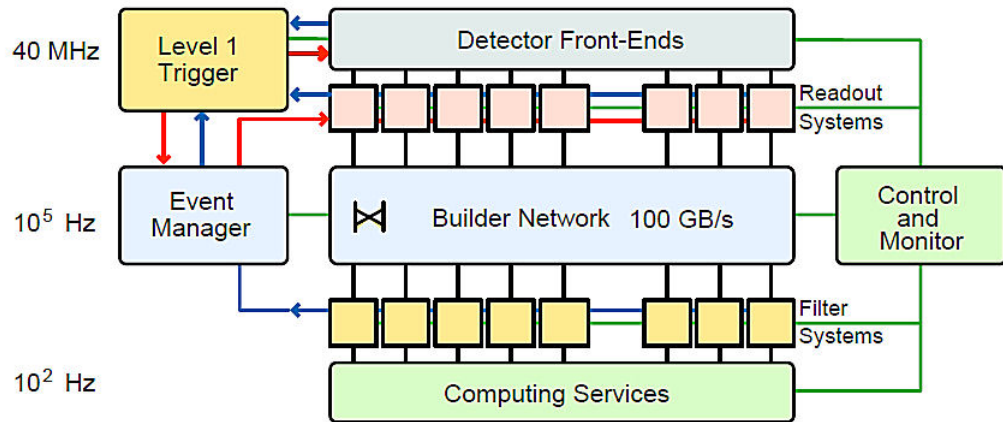 40 MHz
Level 1
Trigger
Detector Front-Ends
Readout
Systems
10⁵ Hz
Event
Manager
Builder Network 100 GB/s
Control
and
Monitor
Filter
Systems
10² Hz
Computing Services